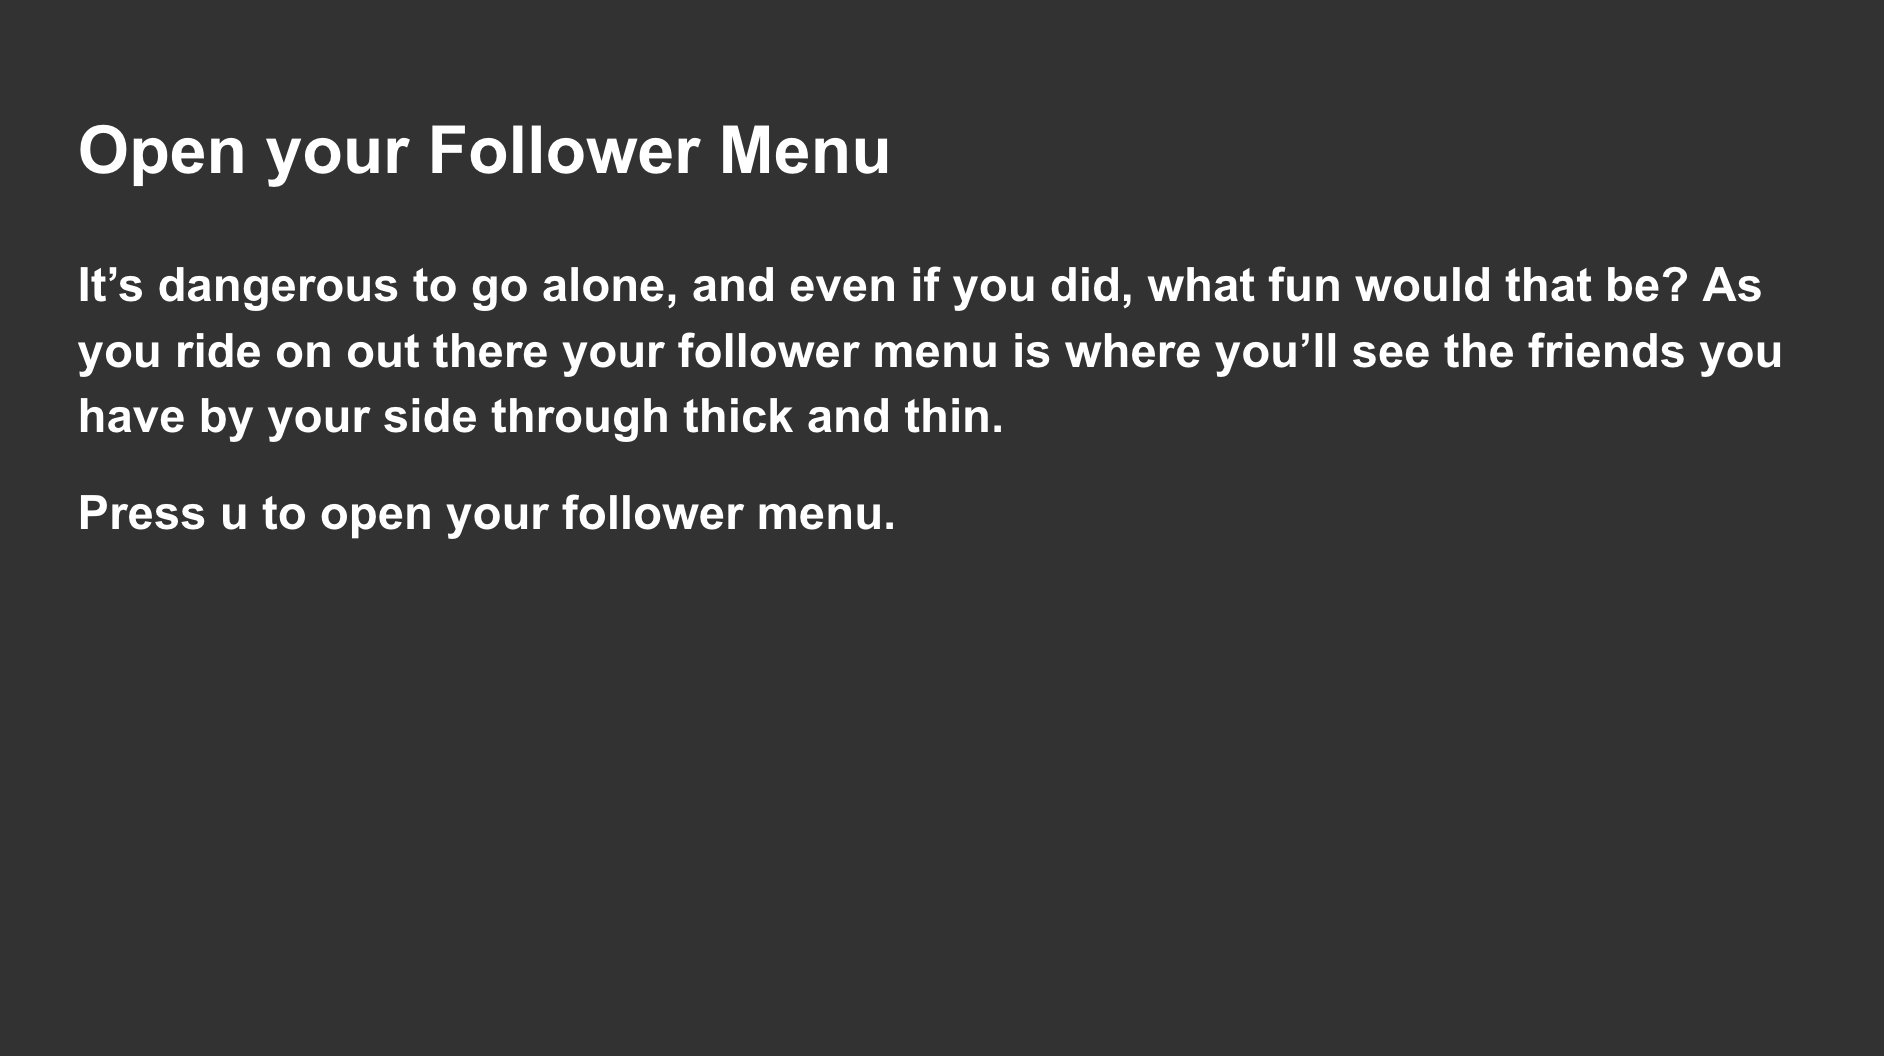 Open your Follower Menu
It’s dangerous to go alone, and even if you did, what fun would that be? As
you ride on out there your follower menu is where you’ll see the friends you
have by your side through thick and thin.
Press u to open your follower menu.